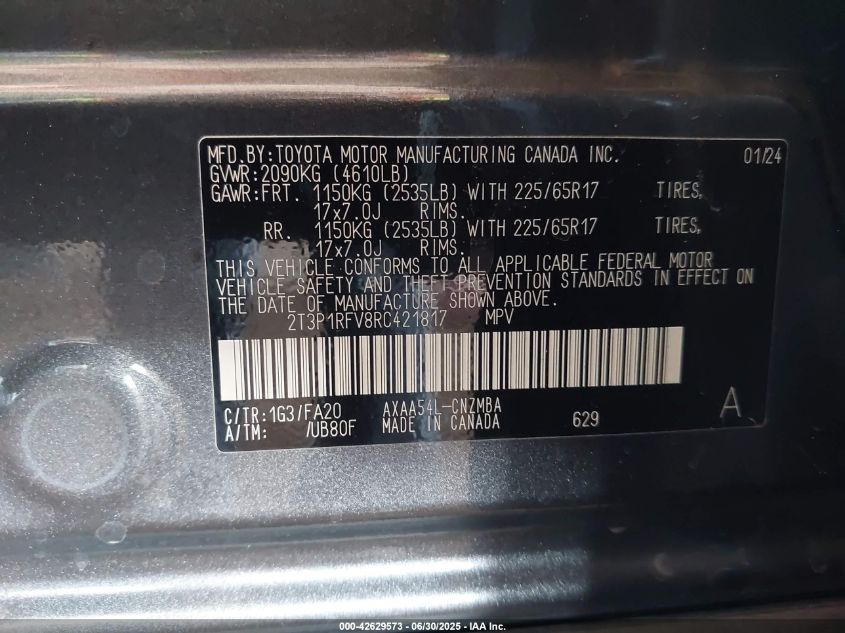 MFD.BY:TOYOTA MOTOR MANUFACTURING CANADA INC. 01/24
GVWR:2090KG (4610LB)
GAWR:FRT. 1150KG (2535LB) WITH 225/65R17 TIRES,
17x7.0J RIMS.
RR. 1150KG (2535LB) WITH 225/65R17 TIRES,
17x7.0J RIMS.
THIS VEHICLE CONFORMS TO ALL APPLICABLE FEDERAL MOTOR
VEHICLE SAFETY AND THEFT PREVENTION STANDARDS IN EFFECT ON
THE DATE OF MANUFACTURE SHOWN ABOVE.
2T3P1RFV8RC421817 MPV
C/TR:1G3/FA20 AXAA54L-CNZMBA
A/TM: /UB80F MADE IN CANADA 629 A
000-42629573 - 06/30/2025 - IAA Inc.